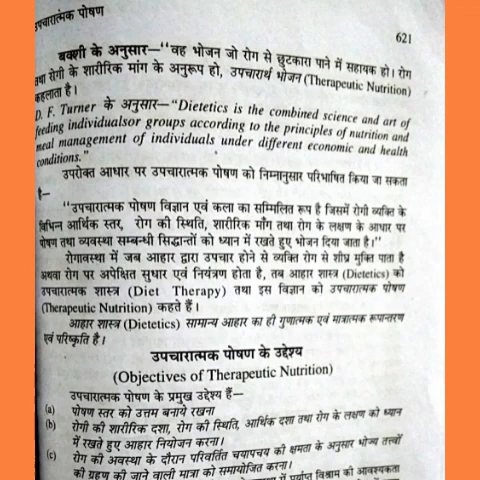 उपचारात्मक पोषण
621
बक्शी के अनुसार—"वह भोजन जो रोग से छुटकारा पाने में सहायक हो। रोग
तथा रोगी के शारीरिक मांग के अनुरूप हो, उपचारार्थ भोजन (Therapeutic Nutrition)
कहलाता है।
D. F. Turner के अनुसार—"Dietetics is the combined science and art of
feeding individualsor groups according to the principles of nutrition and
meal management of individuals under different economic and health
conditions."
उपरोक्त आधार पर उपचारात्मक पोषण को निम्नानुसार परिभाषित किया जा सकता
है—
"उपचारात्मक पोषण विज्ञान एवं कला का सम्मिलित रूप है जिसमें रोगी व्यक्ति के
विभिन्न आर्थिक स्तर, रोग की स्थिति, शारीरिक माँग तथा रोग के लक्षण के आधार पर
पोषण तथा व्यवस्था सम्बन्धी सिद्धान्तों को ध्यान में रखते हुए भोजन दिया जाता है।"
रोगावस्था में जब आहार द्वारा उपचार होने से व्यक्ति रोग से शीघ्र मुक्ति पाता है
अथवा रोग पर अपेक्षित सुधार एवं नियंत्रण होता है, तब आहार शास्त्र (Dietetics) को
उपचारात्मक शास्त्र (Diet Therapy) तथा इस विज्ञान को उपचारात्मक पोषण
(Therapeutic Nutrition) कहते हैं।
आहार शास्त्र (Dietetics) सामान्य आहार का ही गुणात्मक एवं मात्रात्मक रूपान्तरण
एवं परिष्कृति है।
उपचारात्मक पोषण के उद्देश्य
(Objectives of Therapeutic Nutrition)
उपचारात्मक पोषण के प्रमुख उद्देश्य हैं—
(a) पोषण स्तर को उत्तम बनाये रखना
(b) रोगी की शारीरिक दशा, रोग की स्थिति, आर्थिक दशा तथा रोग के लक्षण को ध्यान
में रखते हुए आहार नियोजन करना।
(c) रोग की अवस्था के दौरान परिवर्तित चयापचय की क्षमता के अनुसार भोज्य तत्त्वों
की ग्रहण की जाने वाली मात्रा को समायोजित करना।
में पर्याप्त विश्राम की आवश्यकता